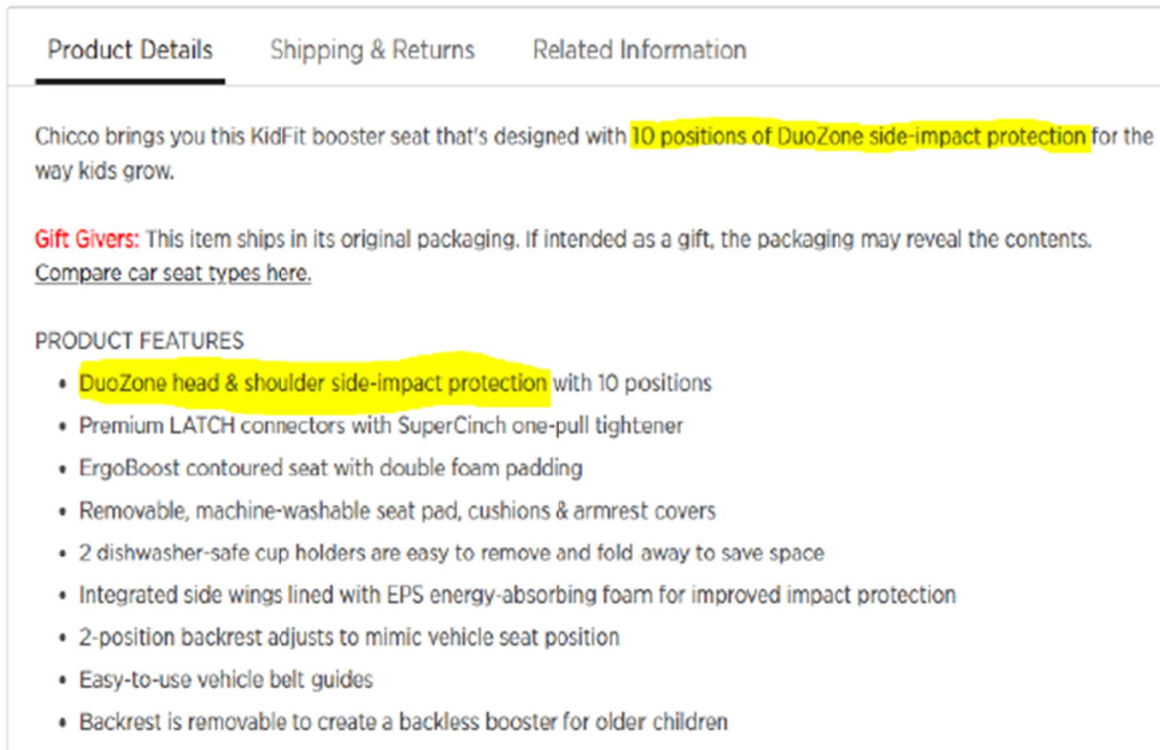 Product Details Shipping & Returns Related Information
Chicco brings you this KidFit booster seat that's designed with 10 positions of DuoZone side-impact protection for the
way kids grow.
Gift Givers: This item ships in its original packaging. If intended as a gift, the packaging may reveal the contents.
Compare car seat types here.
PRODUCT FEATURES
• DuoZone head & shoulder side-impact protection with 10 positions
• Premium LATCH connectors with SuperCinch one-pull tightener
• ErgoBoost contoured seat with double foam padding
• Removable, machine-washable seat pad, cushions & armrest covers
• 2 dishwasher-safe cup holders are easy to remove and fold away to save space
• Integrated side wings lined with EPS energy-absorbing foam for improved impact protection
• 2-position backrest adjusts to mimic vehicle seat position
• Easy-to-use vehicle belt guides
• Backrest is removable to create a backless booster for older children